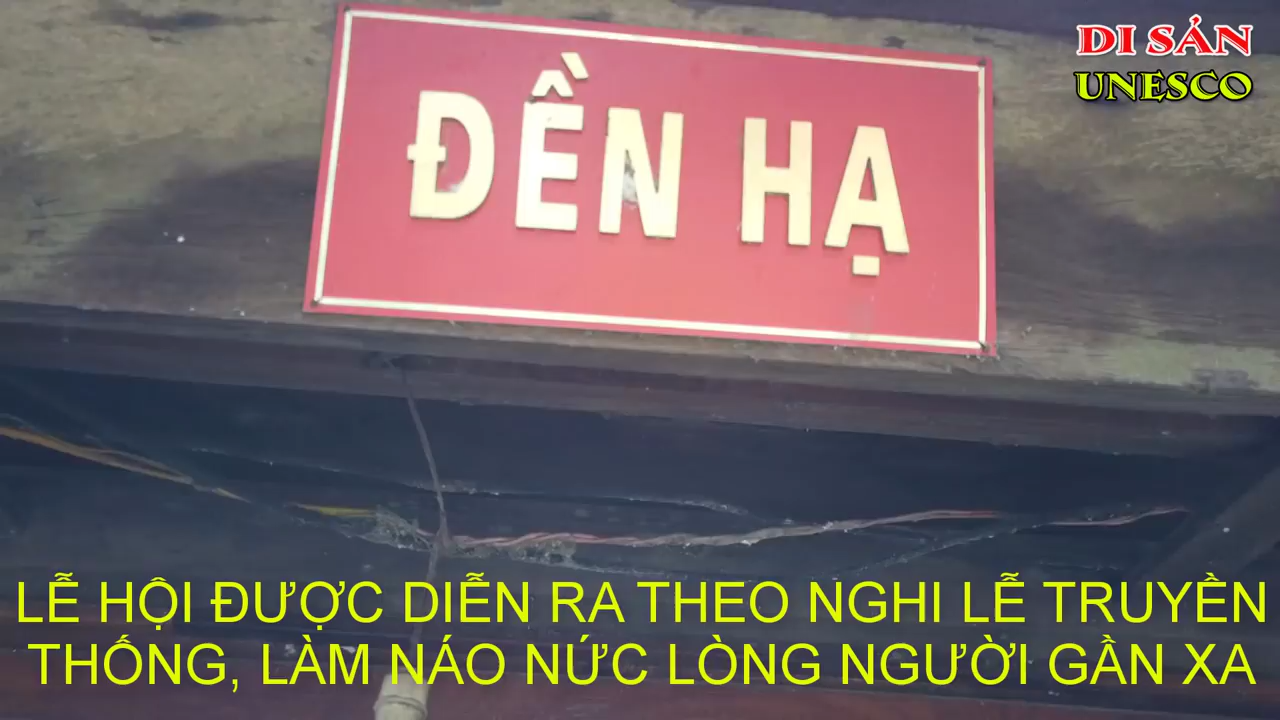 DI SẢN
UNESCO
ĐỀN HẠ
LỄ HỘI ĐƯỢC DIỄN RA THEO NGHI LỄ TRUYỀN
THỐNG, LÀM NÁO NỨC LÒNG NGƯỜI GẦN XA